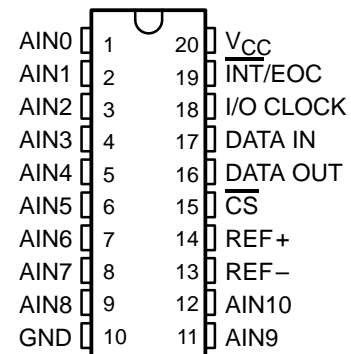 AIN0 1 20 VCC
AIN1 2 19 INT/EOC
AIN2 3 18 I/O CLOCK
AIN3 4 17 DATA IN
AIN4 5 16 DATA OUT
AIN5 6 15 CS
AIN6 7 14 REF+
AIN7 8 13 REF–
AIN8 9 12 AIN10
GND 10 11 AIN9